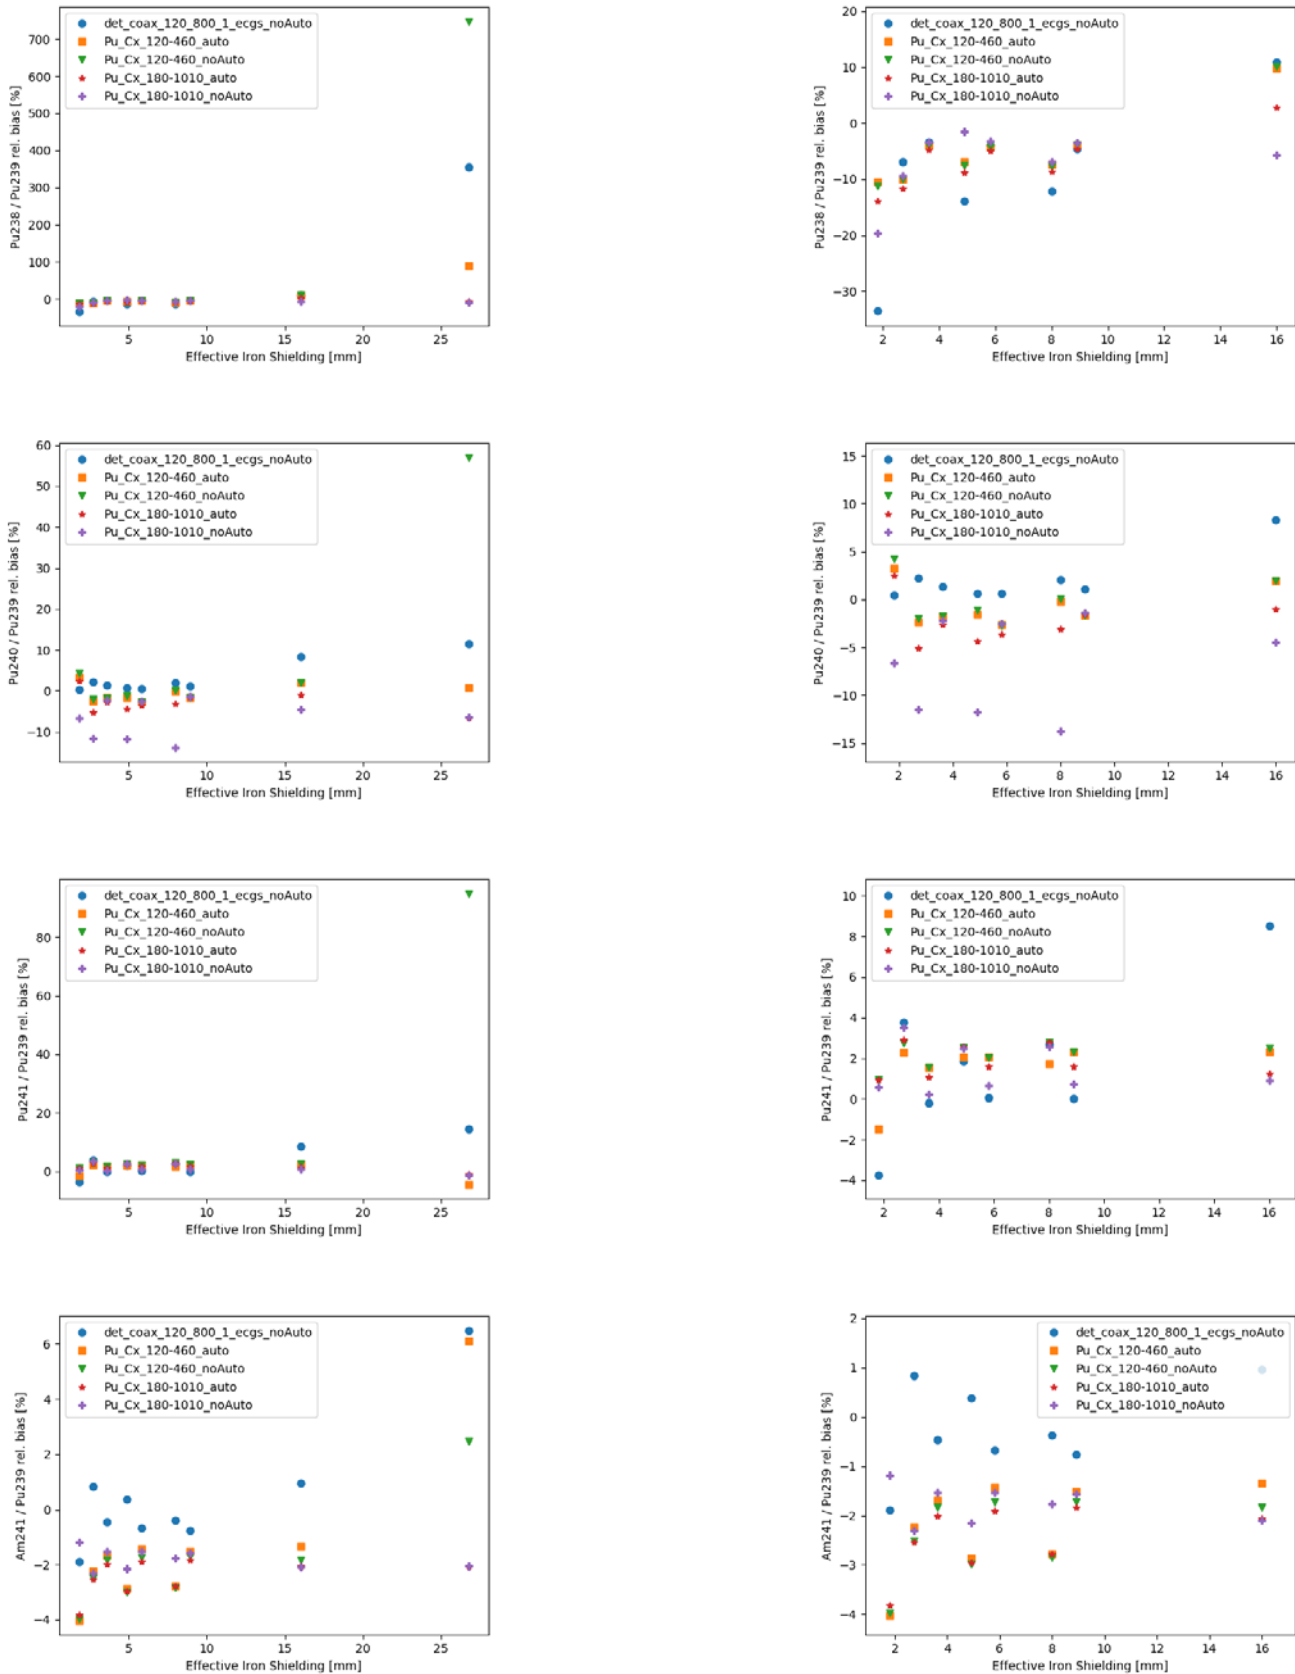 700
600
500
400
300
200
100
0
5
10
15
20
25
Pu238 / Pu239 rel. bias [%]
Effective Iron Shielding [mm]
det_coax_120_800_1_ecgs_noAuto
Pu_Cx_120-460_auto
Pu_Cx_120-460_noAuto
Pu_Cx_180-1010_auto
Pu_Cx_180-1010_noAuto
20
10
0
−10
−20
−30
2
4
6
8
10
12
14
16
Pu238 / Pu239 rel. bias [%]
Effective Iron Shielding [mm]
det_coax_120_800_1_ecgs_noAuto
Pu_Cx_120-460_auto
Pu_Cx_120-460_noAuto
Pu_Cx_180-1010_auto
Pu_Cx_180-1010_noAuto
60
50
40
30
20
10
0
−10
5
10
15
20
25
Pu240 / Pu239 rel. bias [%]
Effective Iron Shielding [mm]
det_coax_120_800_1_ecgs_noAuto
Pu_Cx_120-460_auto
Pu_Cx_120-460_noAuto
Pu_Cx_180-1010_auto
Pu_Cx_180-1010_noAuto
15
10
5
0
−5
−10
−15
2
4
6
8
10
12
14
16
Pu240 / Pu239 rel. bias [%]
Effective Iron Shielding [mm]
det_coax_120_800_1_ecgs_noAuto
Pu_Cx_120-460_auto
Pu_Cx_120-460_noAuto
Pu_Cx_180-1010_auto
Pu_Cx_180-1010_noAuto
80
60
40
20
0
5
10
15
20
25
Pu241 / Pu239 rel. bias [%]
Effective Iron Shielding [mm]
det_coax_120_800_1_ecgs_noAuto
Pu_Cx_120-460_auto
Pu_Cx_120-460_noAuto
Pu_Cx_180-1010_auto
Pu_Cx_180-1010_noAuto
10
8
6
4
2
0
−2
−4
2
4
6
8
10
12
14
16
Pu241 / Pu239 rel. bias [%]
Effective Iron Shielding [mm]
det_coax_120_800_1_ecgs_noAuto
Pu_Cx_120-460_auto
Pu_Cx_120-460_noAuto
Pu_Cx_180-1010_auto
Pu_Cx_180-1010_noAuto
6
4
2
0
−2
−4
5
10
15
20
25
Am241 / Pu239 rel. bias [%]
Effective Iron Shielding [mm]
det_coax_120_800_1_ecgs_noAuto
Pu_Cx_120-460_auto
Pu_Cx_120-460_noAuto
Pu_Cx_180-1010_auto
Pu_Cx_180-1010_noAuto
2
1
0
−1
−2
−3
−4
2
4
6
8
10
12
14
16
Am241 / Pu239 rel. bias [%]
Effective Iron Shielding [mm]
det_coax_120_800_1_ecgs_noAuto
Pu_Cx_120-460_auto
Pu_Cx_120-460_noAuto
Pu_Cx_180-1010_auto
Pu_Cx_180-1010_noAuto